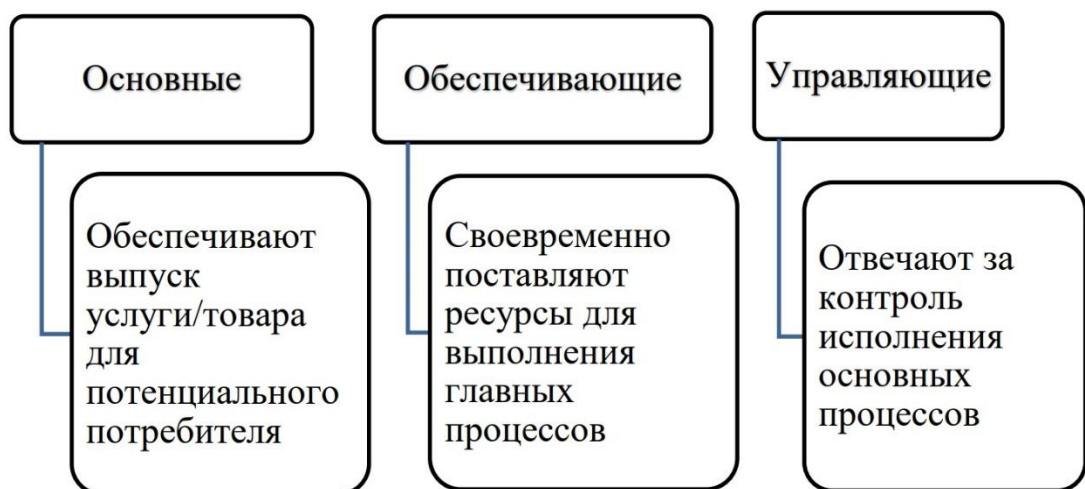 Основные
Обеспечивают
выпуск
услуги/товара
для
потенциального
потребителя
Обеспечивающие
Своевременно
поставляют
ресурсы для
выполнения
главных
процессов
Управляющие
Отвечают за
контроль
исполнения
основных
процессов